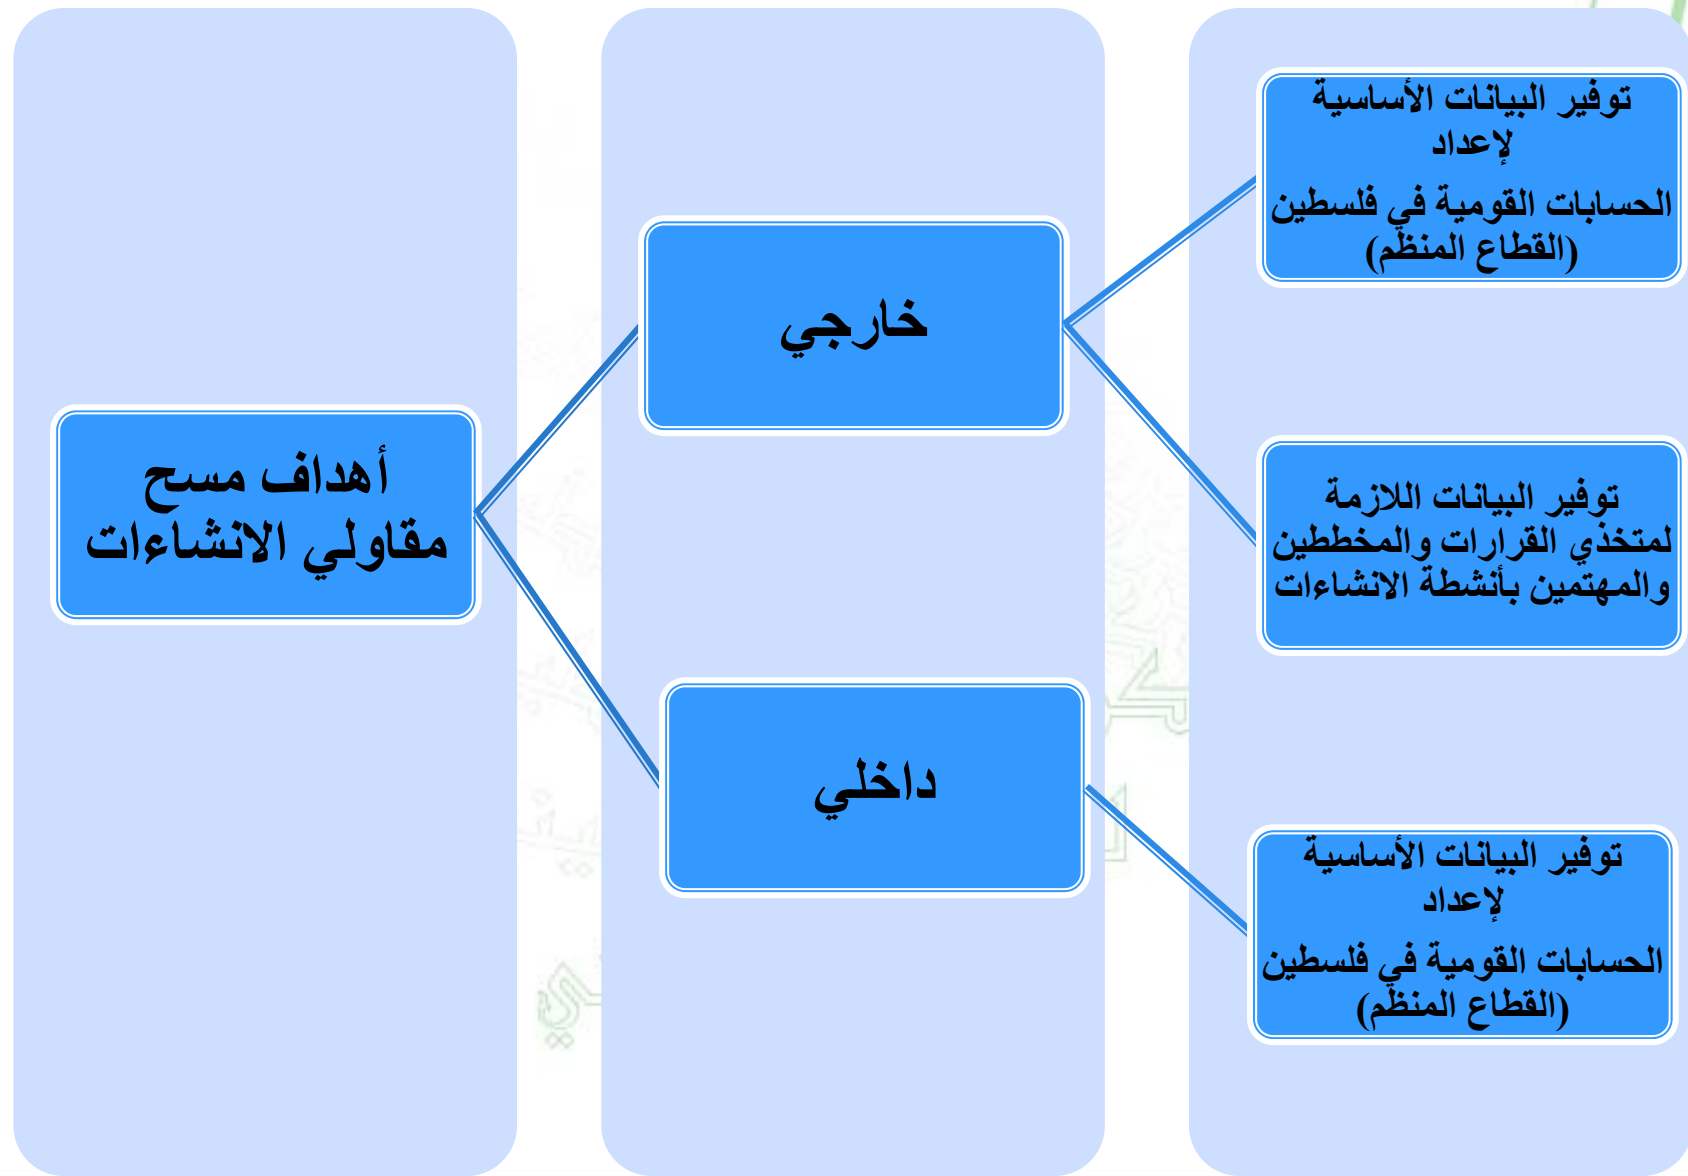 أهداف مسح
مقاولي الانشاءات
خارجي
توفير البيانات الأساسية
لإعداد
الحسابات القومية في فلسطين
(القطاع المنظم)
توفير البيانات اللازمة
لمتخذي القرارات والمخططين
والمهتمين بأنشطة الانشاءات
داخلي
توفير البيانات الأساسية
لإعداد
الحسابات القومية في فلسطين
(القطاع المنظم)